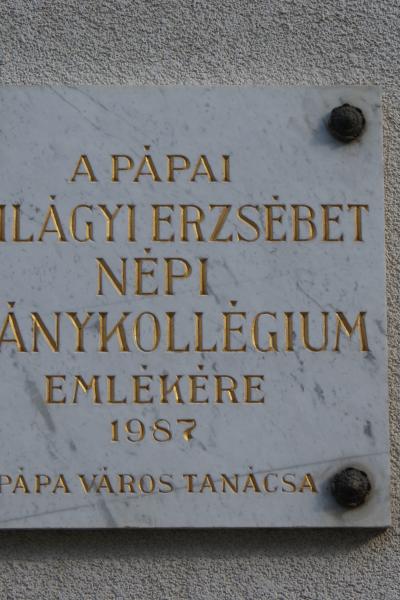 A PÁPAI
ILÁGYI ERZSÉBET
NÉPI
ÁNYKOLLÉGIUM
EMLÉKÉRE
1987
PÁPA VÁROS TANÁCSA